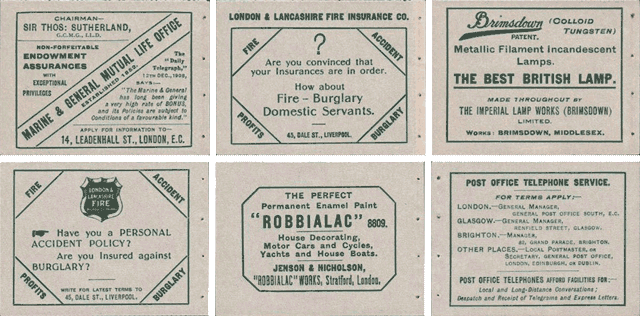 CHAIRMAN—
SIR THOS: SUTHERLAND,
G.C.M.G., LL.D.
NON-FORFEITABLE
ENDOWMENT
ASSURANCES
WITH
EXCEPTIONAL
PRIVILEGES
MARINE & GENERAL MUTUAL LIFE OFFICE
ESTABLISHED 1852.
The
"Daily
Telegraph,"
13TH DEC., 1909,
SAYS:—
"The Marine & General
has long been giving
a very high rate of BONUS,
and its Policies are subject to
Conditions of a favourable kind."
APPLY FOR INFORMATION TO—
14, LEADENHALL ST., LONDON, E.C.
LONDON & LANCASHIRE FIRE INSURANCE CO.
FIRE
ACCIDENT
?
Are you convinced that
your Insurances are in order.
How about
Fire – Burglary
Domestic Servants.
PROFITS
BURGLARY
45, DALE ST., LIVERPOOL.
Brimsdown (COLLOID
TUNGSTEN)
PATENT.
Metallic Filament Incandescent
Lamps.
THE BEST BRITISH LAMP.
MADE THROUGHOUT BY
THE IMPERIAL LAMP WORKS (BRIMSDOWN)
LIMITED.
WORKS: BRIMSDOWN, MIDDLESEX.
FIRE
ACCIDENT
LONDON &
LANCASHIRE
FIRE
Have you a PERSONAL
ACCIDENT POLICY?
Are you Insured against
BURGLARY?
PROFITS
BURGLARY
WRITE FOR LATEST TERMS TO
45, DALE ST., LIVERPOOL.
THE PERFECT
Permanent Enamel Paint
"ROBBIALAC" 8809.
House Decorating,
Motor Cars and Cycles,
Yachts and House Boats.
JENSON & NICHOLSON,
"ROBBIALAC" WORKS, Stratford, London.
POST OFFICE TELEPHONE SERVICE.
FOR TERMS APPLY:—
LONDON.—GENERAL MANAGER,
GENERAL POST OFFICE SOUTH, E.C.
GLASGOW.—GENERAL MANAGER,
RENFIELD STREET, GLASGOW.
BRIGHTON.—MANAGER,
82, GRAND PARADE, BRIGHTON.
OTHER PLACES.—LOCAL POSTMASTER, OR
SECRETARY, GENERAL POST OFFICE,
LONDON, EDINBURGH, OR DUBLIN.
POST OFFICE TELEPHONES AFFORD FACILITIES FOR:—
Local and Long-Distance Conversations;
Despatch and Receipt of Telegrams and Express Letters.